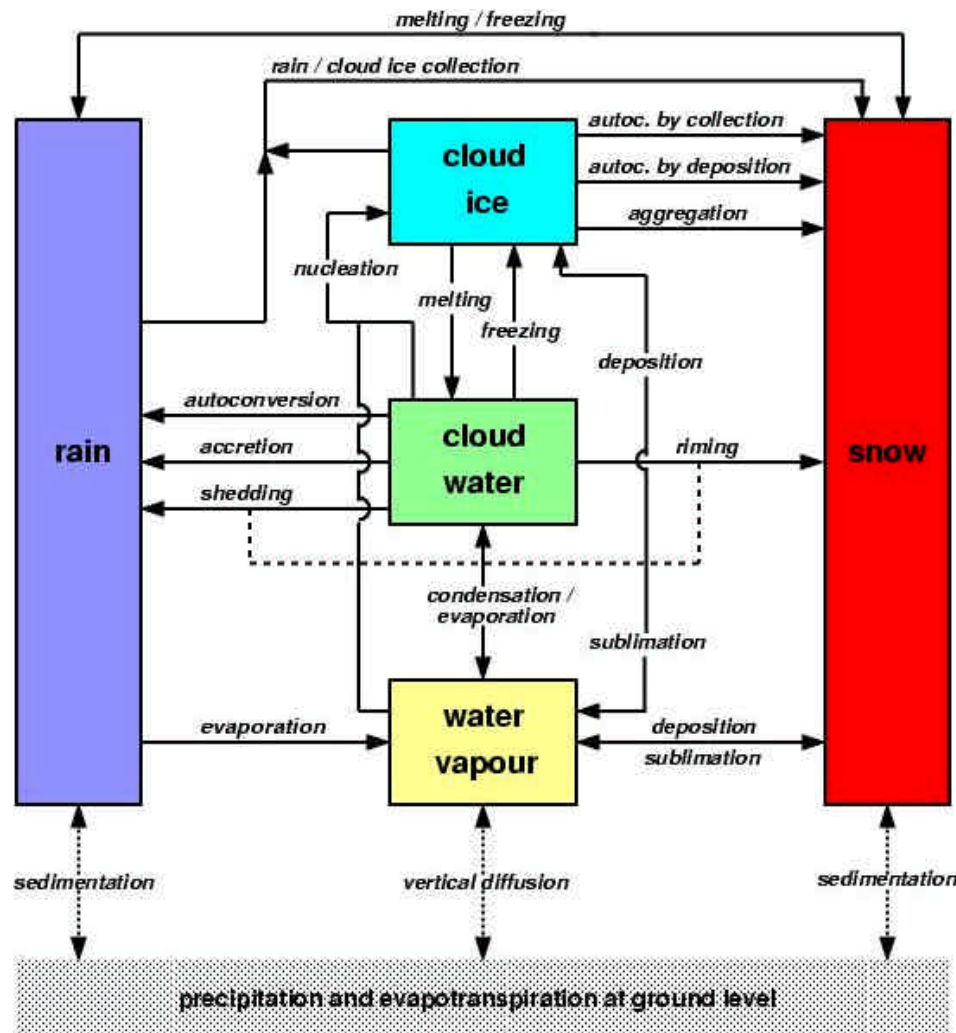 melting / freezing
rain / cloud ice collection
autoc. by collection
cloud
ice
autoc. by deposition
aggregation
nucleation
melting
freezing
deposition
autoconversion
rain
accretion
cloud
water
riming
snow
shedding
condensation /
evaporation
sublimation
water
vapour
evaporation
deposition
sublimation
sedimentation
vertical diffusion
sedimentation
precipitation and evapotranspiration at ground level